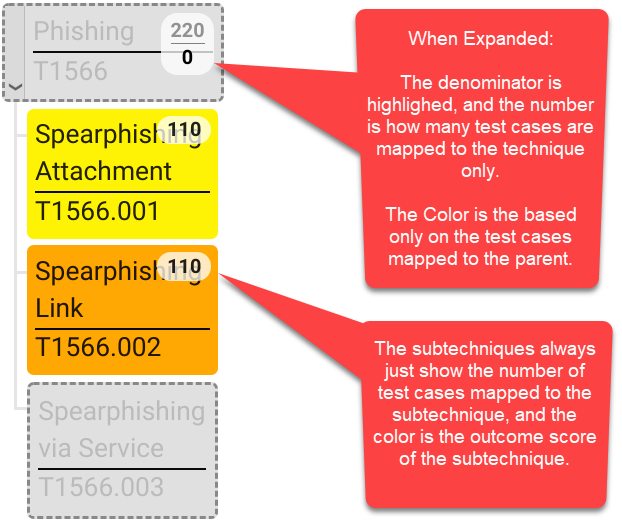 Phishing
T1566
220
0
Spearphishing
Attachment
110
T1566.001
Spearphishing
Link
110
T1566.002
Spearphishing
via Service
T1566.003
When Expanded:
The denominator is
highlighed, and the number
is how many test cases are
mapped to the technique
only.
The Color is the based
only on the test cases
mapped to the parent.
The subtechniques always
just show the number of
test cases mapped to the
subtechnique, and the
color is the outcome score
of the subtechnique.